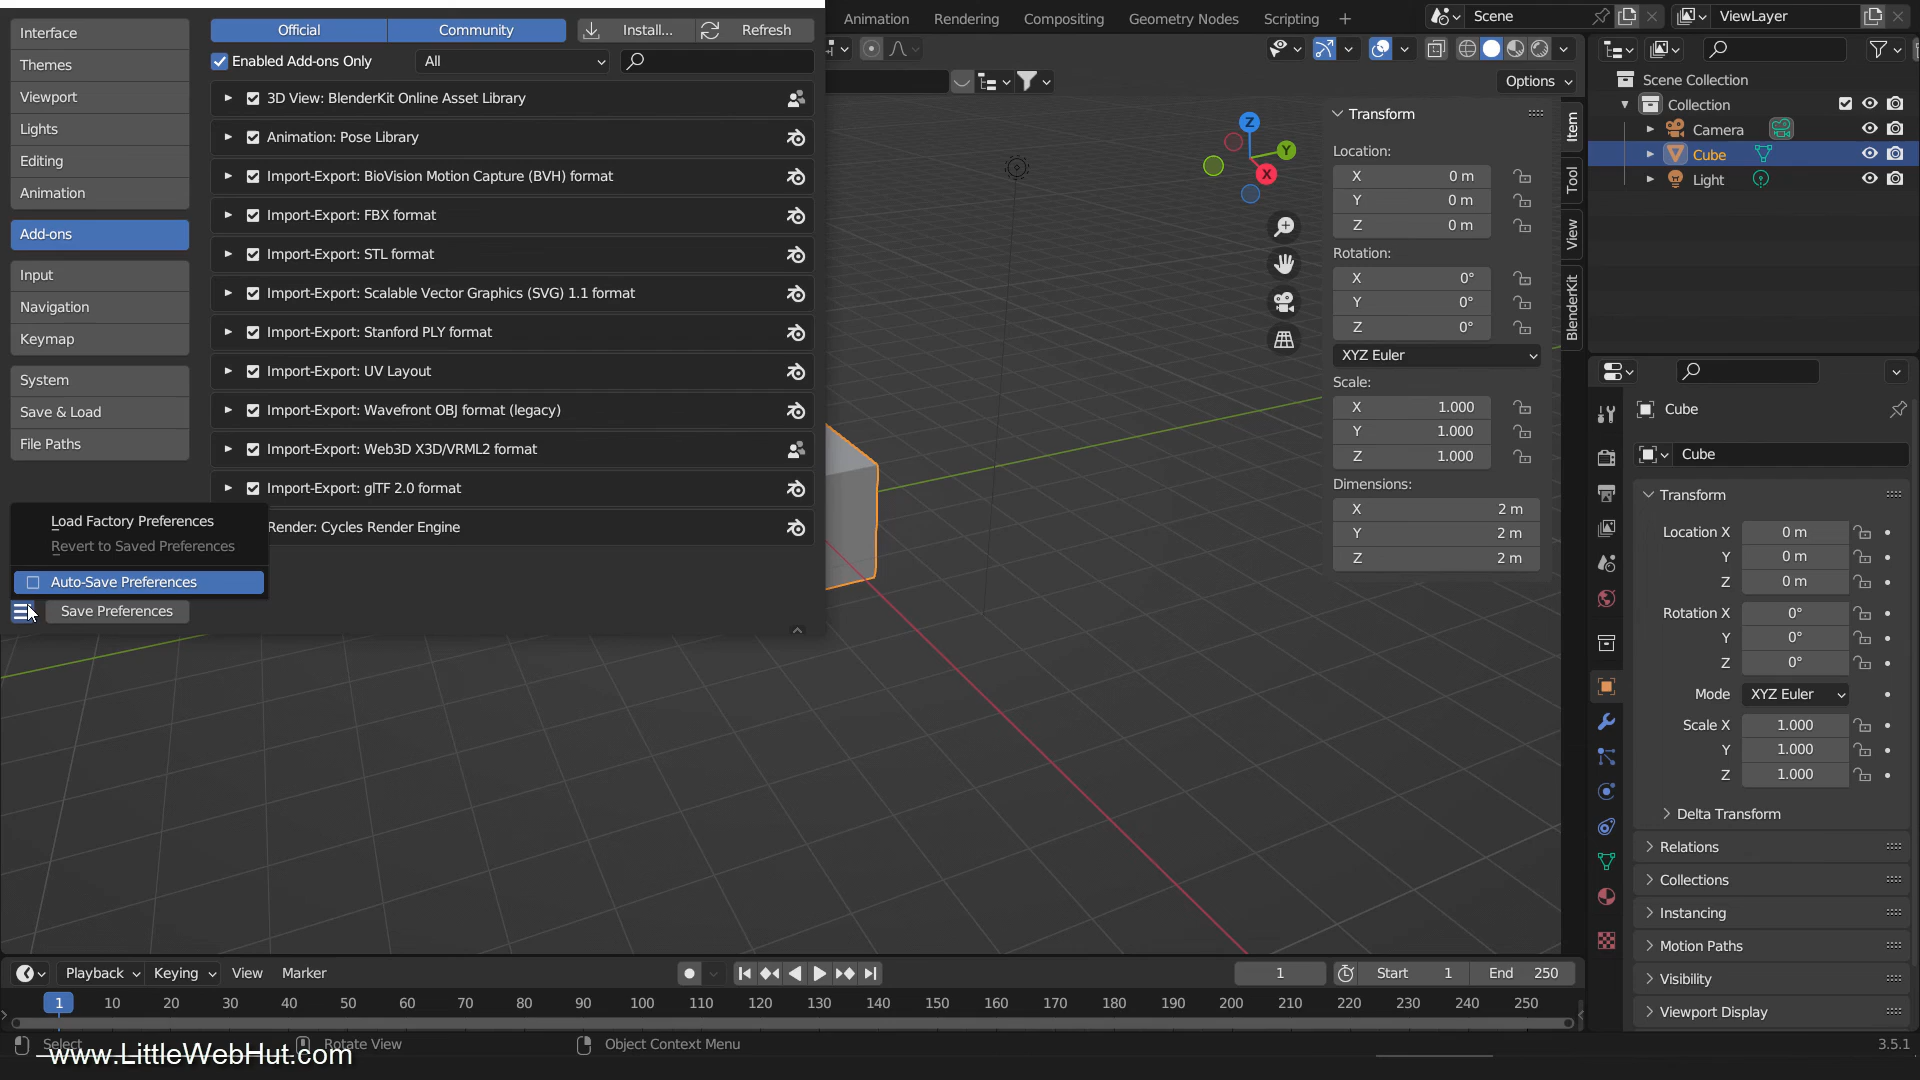 Animation Rendering Compositing Geometry Nodes Scripting +
Scene
ViewLayer
Interface
Themes
Viewport
Lights
Editing
Animation
Add-ons
Input
Navigation
Keymap
System
Save & Load
File Paths
Official Community Install... Refresh
Enabled Add-ons Only All
3D View: BlenderKit Online Asset Library
Animation: Pose Library
Import-Export: BioVision Motion Capture (BVH) format
Import-Export: FBX format
Import-Export: STL format
Import-Export: Scalable Vector Graphics (SVG) 1.1 format
Import-Export: Stanford PLY format
Import-Export: UV Layout
Import-Export: Wavefront OBJ format (legacy)
Import-Export: Web3D X3D/VRML2 format
Import-Export: glTF 2.0 format
Render: Cycles Render Engine
Load Factory Preferences
Revert to Saved Preferences
Auto-Save Preferences
Save Preferences
Options
Z
Y
X
Transform
Location:
X 0 m
Y 0 m
Z 0 m
Rotation:
X 0°
Y 0°
Z 0°
XYZ Euler
Scale:
X 1.000
Y 1.000
Z 1.000
Dimensions:
X 2 m
Y 2 m
Z 2 m
Item
Tool
View
BlenderKit
Scene Collection
Collection
Camera
Cube
Light
Cube
Cube
Transform
Location X 0 m
Y 0 m
Z 0 m
Rotation X 0°
Y 0°
Z 0°
Mode XYZ Euler
Scale X 1.000
Y 1.000
Z 1.000
Delta Transform
Relations
Collections
Instancing
Motion Paths
Visibility
Viewport Display
Playback Keying View Marker
1 Start 1 End 250
1 10 20 30 40 50 60 70 80 90 100 110 120 130 140 150 160 170 180 190 200 210 220 230 240 250
Select Rotate View Object Context Menu 3.5.1
www.LittleWebHut.com